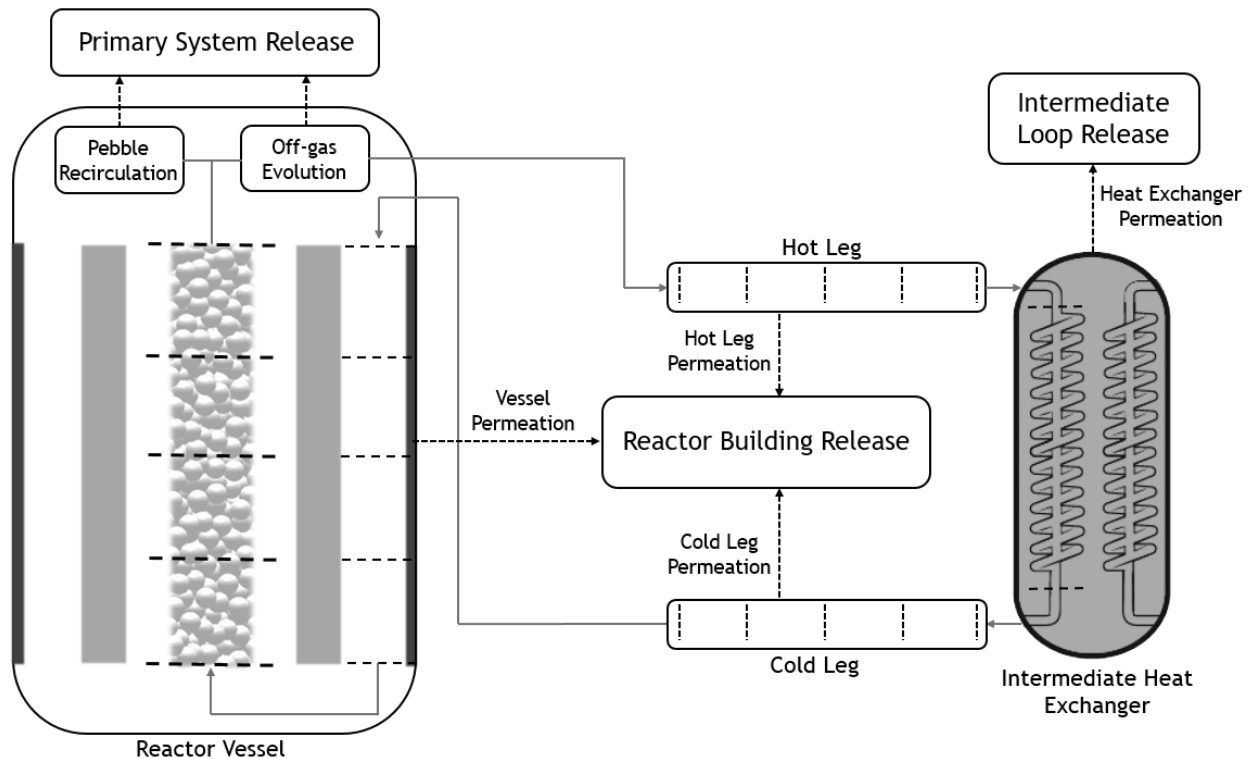 Primary System Release
Pebble
Recirculation
Off-gas
Evolution
Intermediate
Loop Release
Heat Exchanger
Permeation
Hot Leg
Hot Leg
Permeation
Vessel
Permeation
Reactor Building Release
Cold Leg
Permeation
Cold Leg
Intermediate Heat
Exchanger
Reactor Vessel